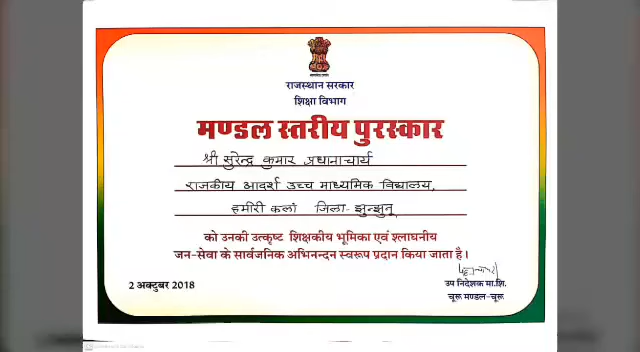 राजस्थान सरकार
शिक्षा विभाग
मण्डल स्तरीय पुरस्कार
श्री सुरेन्द्र कुमार प्रधानाचार्य
राजकीय आदर्श उच्च माध्यमिक विद्यालय,
हमीरी कलां जिला-झुन्झुनू
को उनकी उत्कृष्ट शिक्षकीय भूमिका एवं श्लाघनीय
जन-सेवा के सार्वजनिक अभिनन्दन स्वरूप प्रदान किया जाता है।
2 अक्टुबर 2018
उप निदेशक मा.शि.
चूरू मण्डल-चूरू